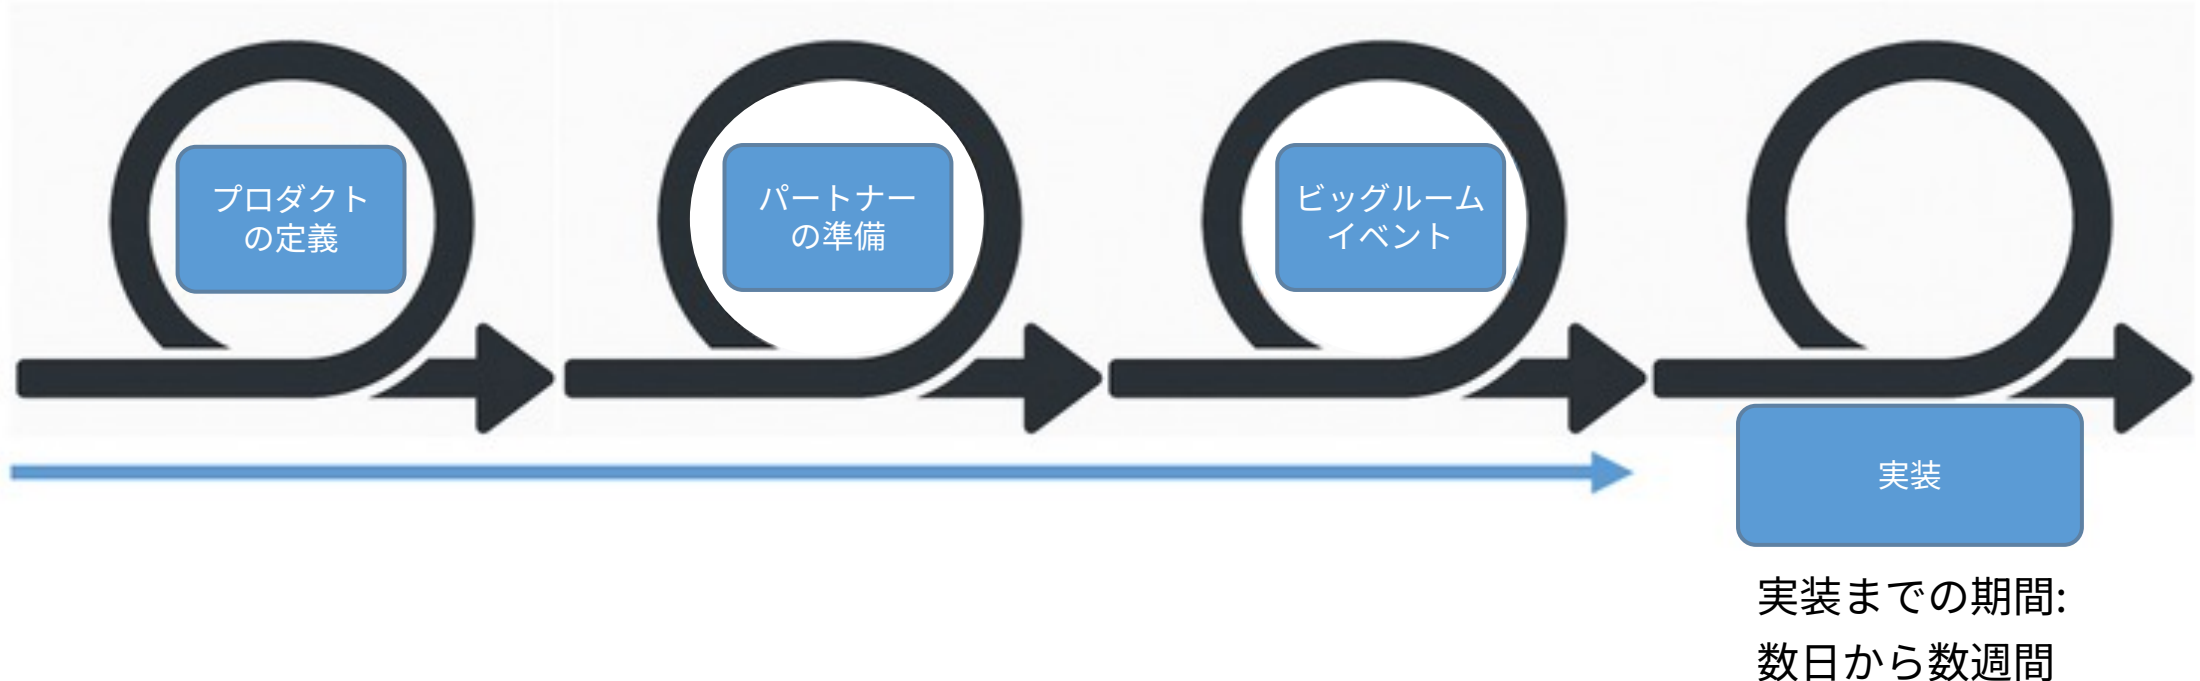 プロダクト
の定義
パートナー
の準備
ビッグルーム
イベント
実装
実装までの期間:
数日から数週間